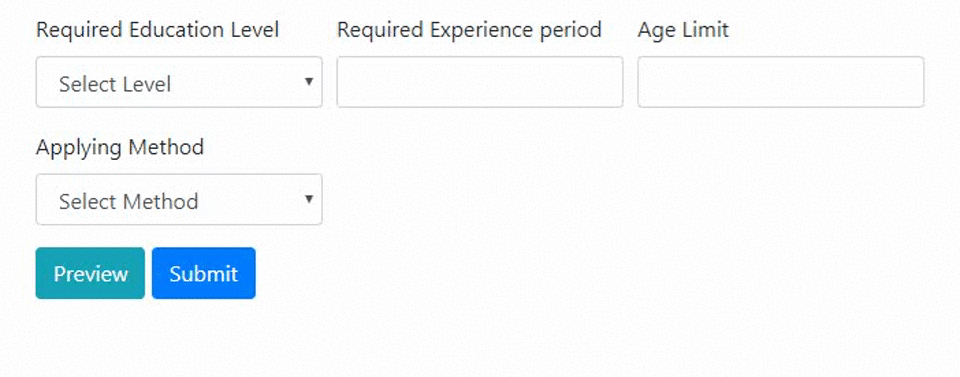 Required Education Level Required Experience period Age Limit
Select Level
Applying Method
Select Method
Preview Submit